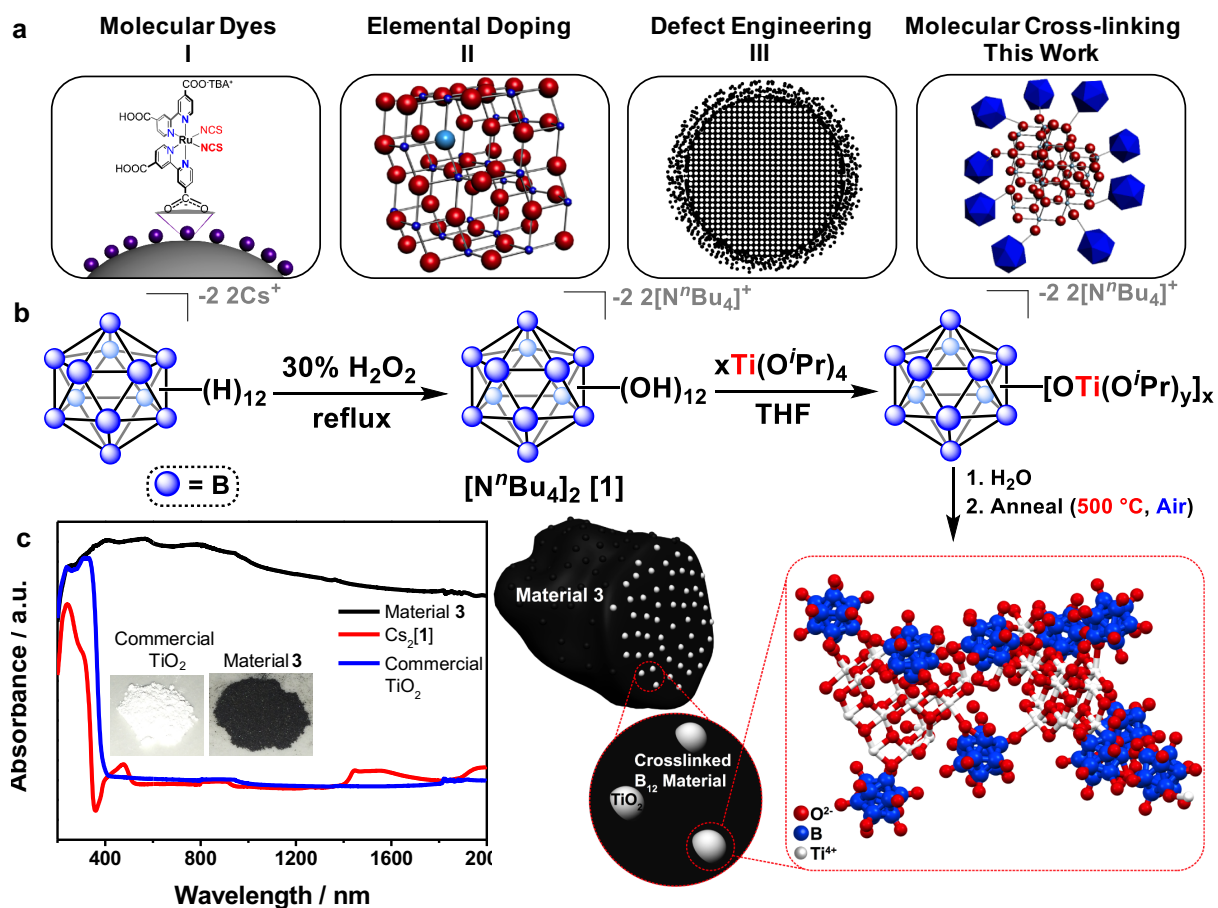 a
Molecular Dyes
I
Elemental Doping
II
Defect Engineering
III
Molecular Cross-linking
This Work
COO⁻TBA⁺
HOOC
N
N
NCS
Ru
NCS
N
N
HOOC
C
O O
-2 2Cs⁺
-2 2[NⁿBu₄]⁺
-2 2[NⁿBu₄]⁺
b
(H)₁₂
30% H₂O₂
reflux
(OH)₁₂
xTi(OⁱPr)₄
THF
[OTi(OⁱPr)y]ₓ
= B
[NⁿBu₄]₂ [1]
1. H₂O
2. Anneal (500 °C, Air)
c
Absorbance / a.u.
Material 3
Cs₂[1]
Commercial
TiO₂
Commercial
TiO₂
Material 3
400 800 1200 1600 200
Wavelength / nm
Material 3
Crosslinked
B₁₂ Material
TiO₂
O²⁻
B
Ti⁴⁺